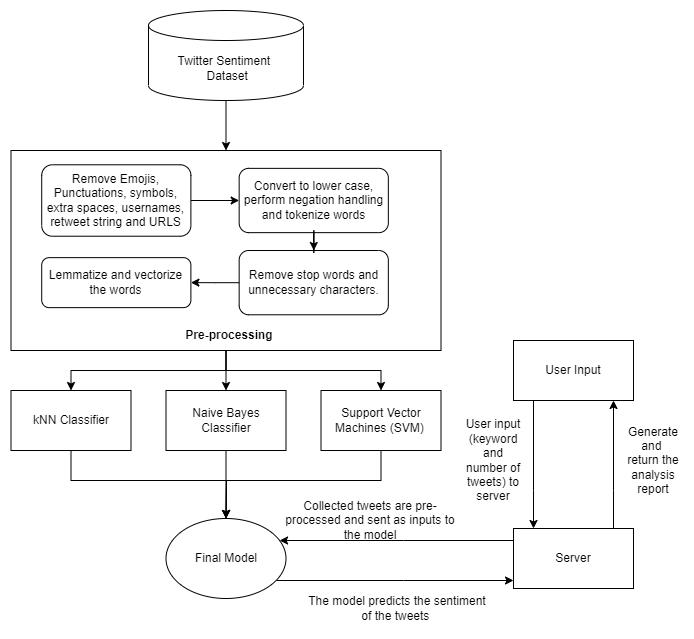 Twitter Sentiment
Dataset
Remove Emojis,
Punctuations, symbols,
extra spaces, usernames,
retweet string and URLS
Convert to lower case,
perform negation handling
and tokenize words
Lemmatize and vectorize
the words
Remove stop words and
unnecessary characters.
Pre-processing
kNN Classifier
Naive Bayes
Classifier
Support Vector
Machines (SVM)
User Input
User input
(keyword
and
number of
tweets) to
server
Generate
and
return the
analysis
report
Collected tweets are pre-
processed and sent as inputs to
the model
Final Model
Server
The model predicts the sentiment
of the tweets